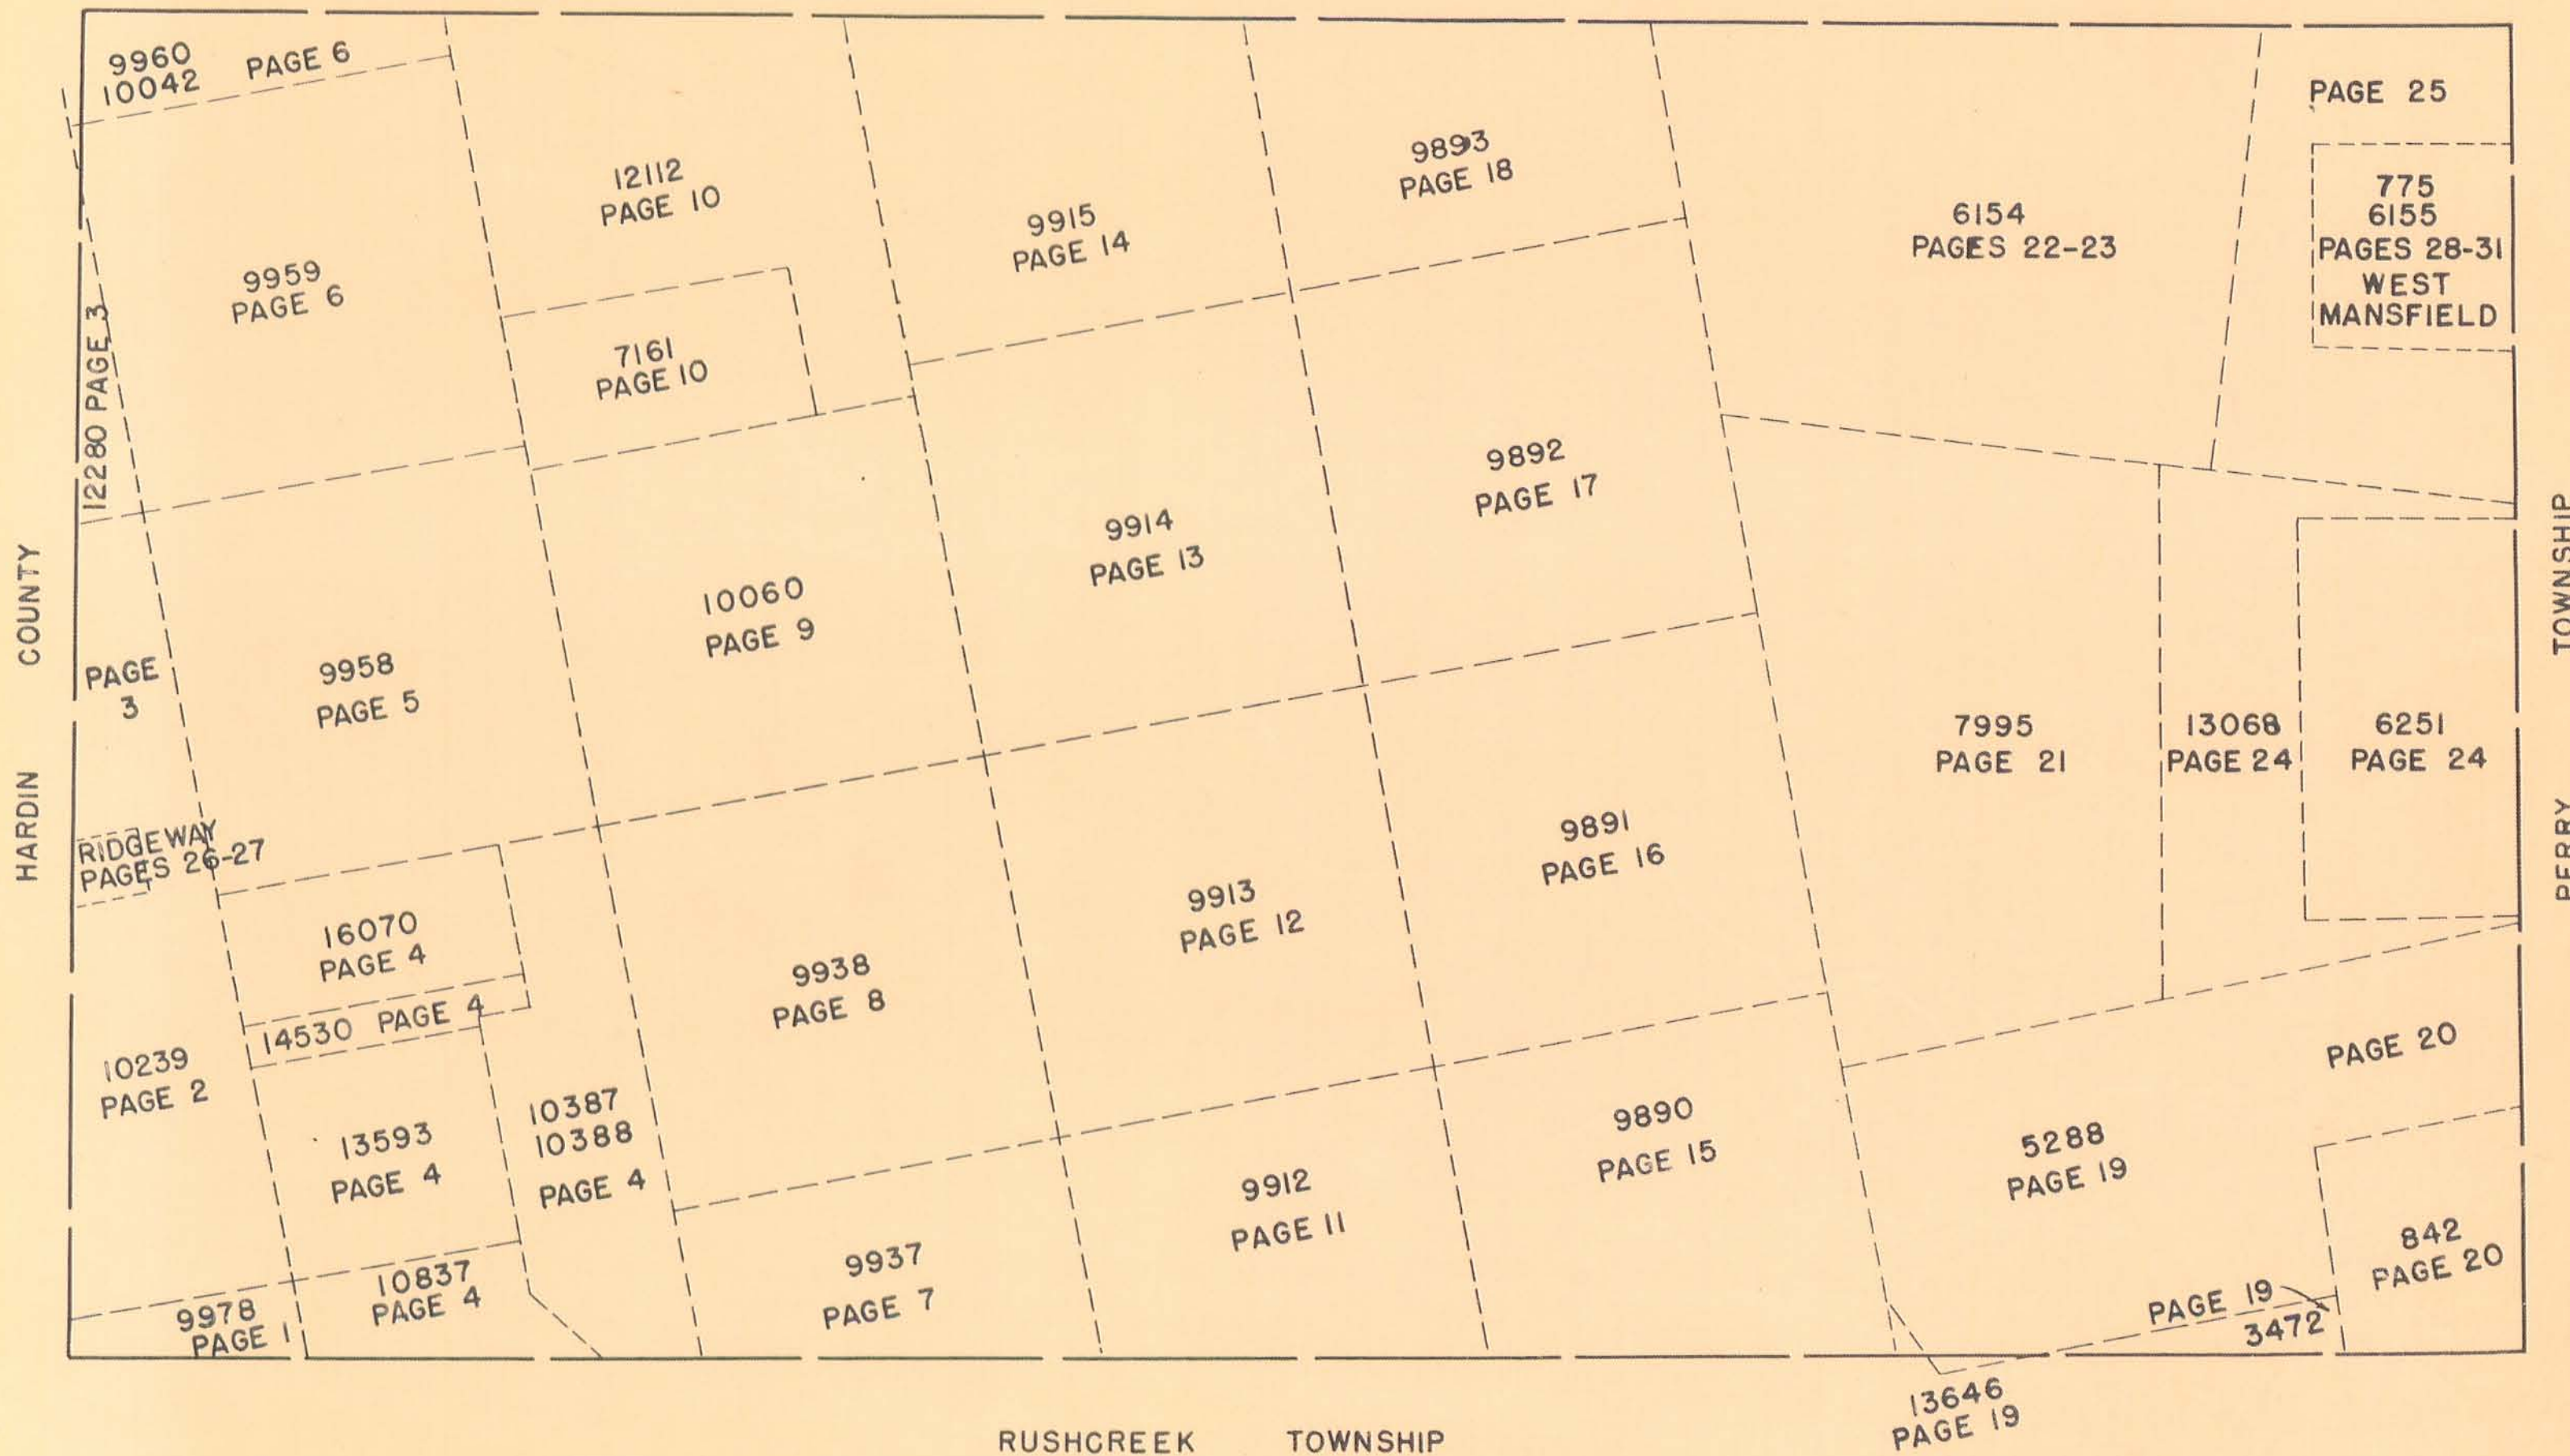 9960
10042 PAGE 6
9959
PAGE 6
12280 PAGE 3
12112
PAGE 10
7161
PAGE 10
9915
PAGE 14
9893
PAGE 18
6154
PAGES 22-23
PAGE 25
775
6155
PAGES 28-31
WEST
MANSFIELD
HARDIN COUNTY
PAGE
3
9958
PAGE 5
10060
PAGE 9
9914
PAGE 13
9892
PAGE 17
7995
PAGE 21
13068
PAGE 24
6251
PAGE 24
PERRY TOWNSHIP
RIDGEWAY
PAGES 26-27
16070
PAGE 4
14530 PAGE 4
10239
PAGE 2
13593
PAGE 4
10387
10388
PAGE 4
9938
PAGE 8
9913
PAGE 12
9891
PAGE 16
PAGE 20
9978
PAGE 1
10837
PAGE 4
9937
PAGE 7
9912
PAGE 11
9890
PAGE 15
5288
PAGE 19
842
PAGE 20
PAGE 19
3472
13646
PAGE 19
RUSHCREEK TOWNSHIP